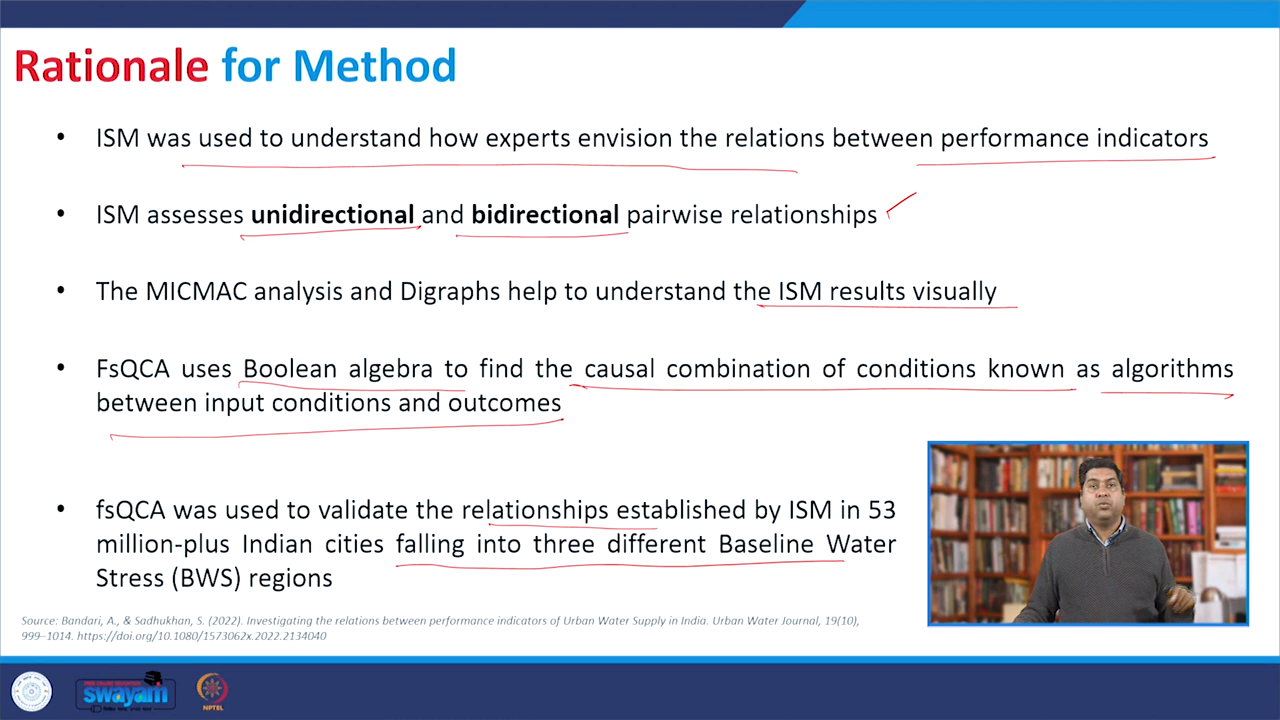 Rationale for Method
• ISM was used to understand how experts envision the relations between performance indicators
• ISM assesses unidirectional and bidirectional pairwise relationships
• The MICMAC analysis and Digraphs help to understand the ISM results visually
• FsQCA uses Boolean algebra to find the causal combination of conditions known as algorithms
between input conditions and outcomes
• fsQCA was used to validate the relationships established by ISM in 53
million-plus Indian cities falling into three different Baseline Water
Stress (BWS) regions
Source: Bandari, A., & Sadhukhan, S. (2022). Investigating the relations between performance indicators of Urban Water Supply in India. Urban Water Journal, 19(10),
999–1014. https://doi.org/10.1080/1573062x.2022.2134040
swayam
NPTEL